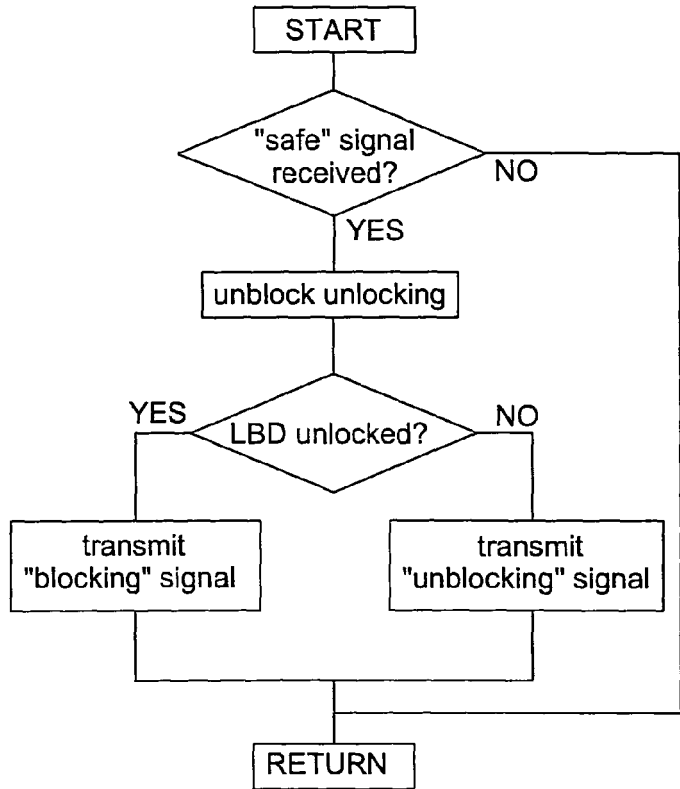 START
"safe" signal
received?
NO
YES
unblock unlocking
YES
LBD unlocked?
NO
transmit
"blocking" signal
transmit
"unblocking" signal
RETURN